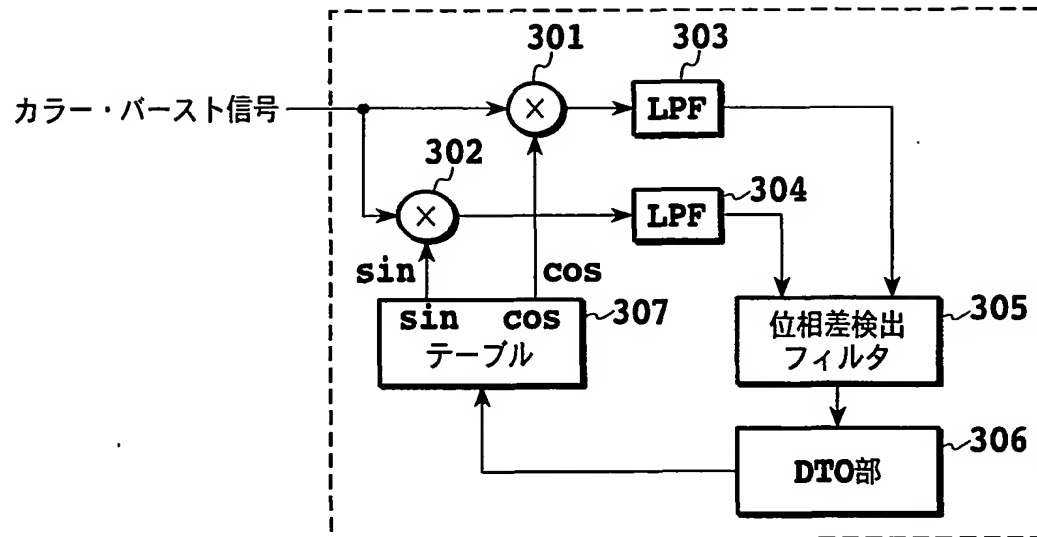 301
303
カラー・バースト信号
×
LPF
302
304
×
LPF
sin
cos
sin cos
テーブル
307
位相差検出
フィルタ
305
DTO部
306